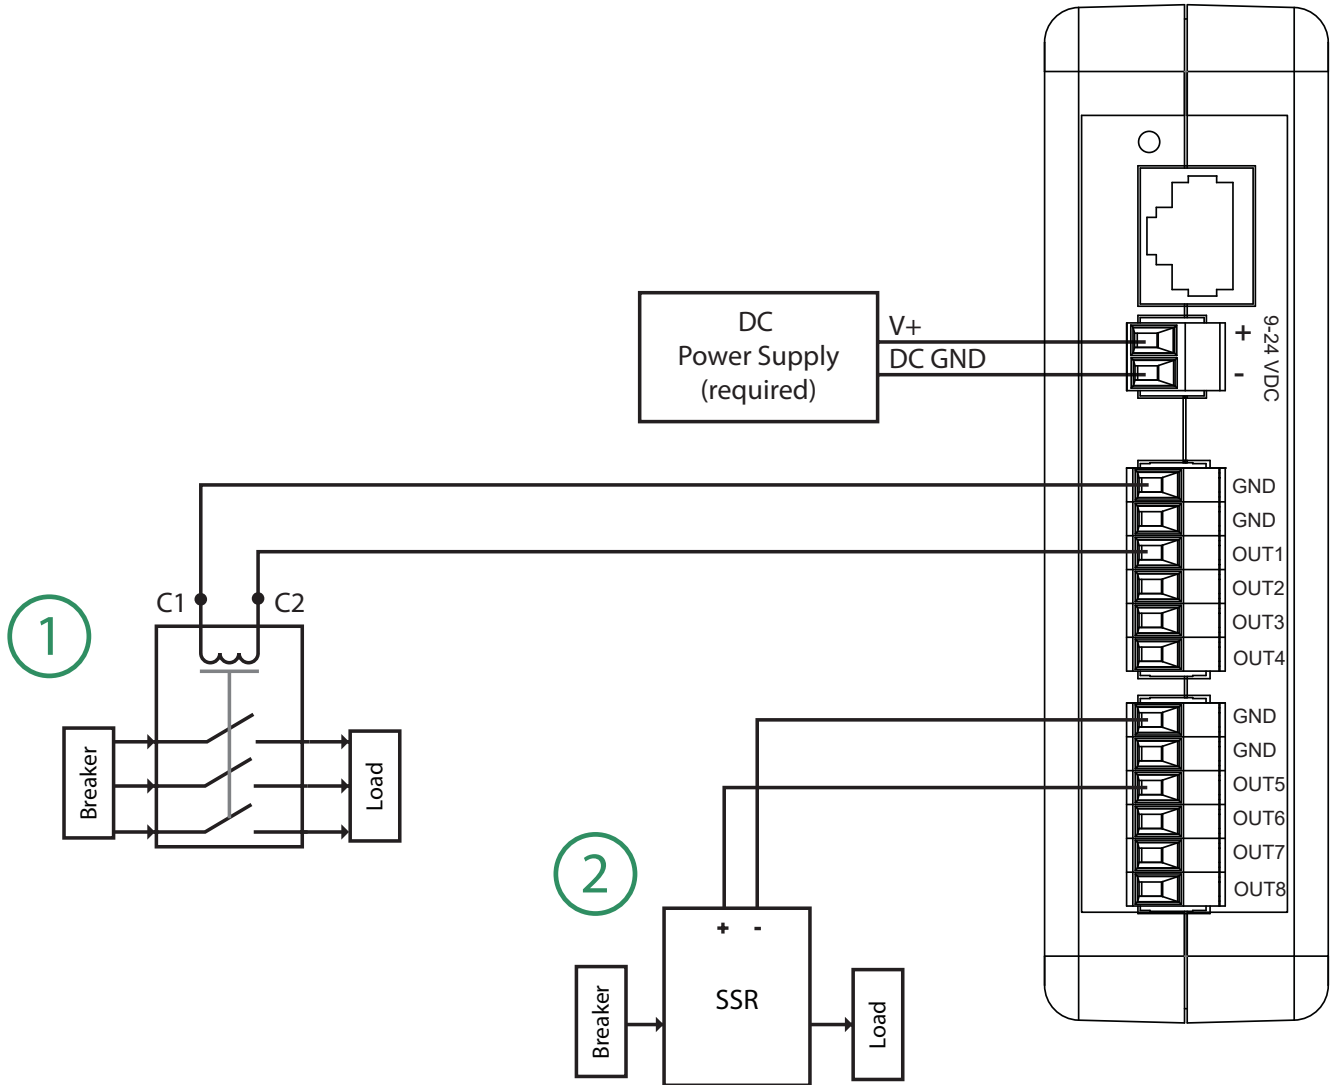 DC
Power Supply
(required)
V+
DC GND
+
-
9-24 VDC
GND
GND
OUT1
OUT2
OUT3
OUT4
C1
C2
1
Breaker
Load
GND
GND
OUT5
OUT6
OUT7
OUT8
2
+ -
SSR
Breaker
Load